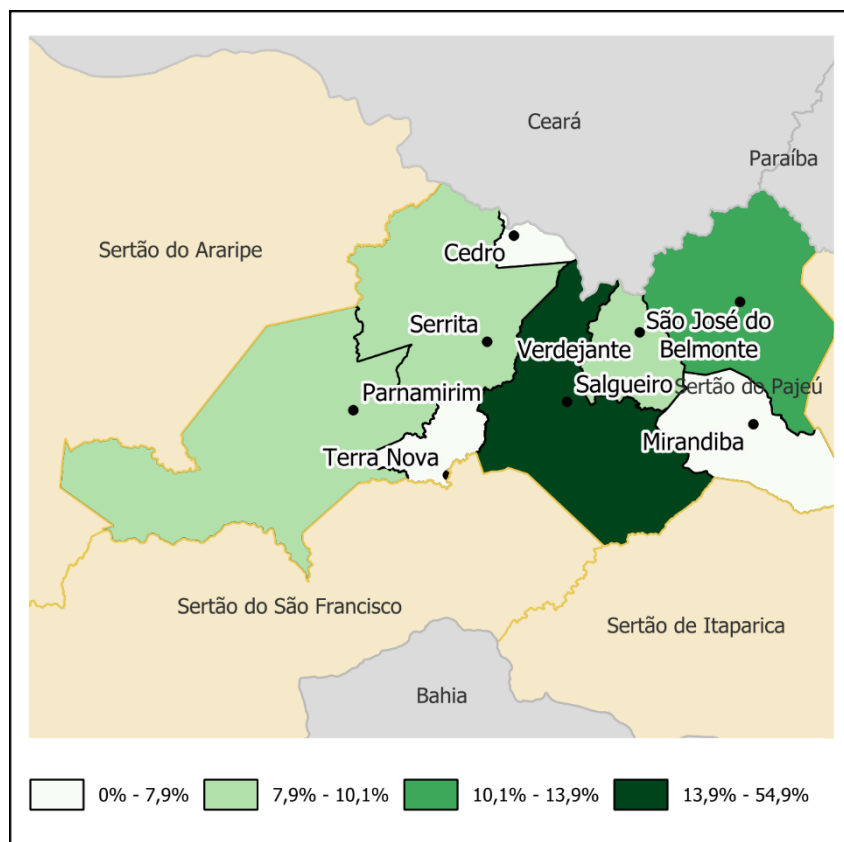 Ceará
Paraíba
Sertão do Araripe
Cedro
Serrita
São José do
Belmonte
Verdejante
Salgueiro
Sertão do Pajeú
Parnamirim
Mirandiba
Terra Nova
Sertão do São Francisco
Sertão de Itaparica
Bahia
0% - 7,9%
7,9% - 10,1%
10,1% - 13,9%
13,9% - 54,9%